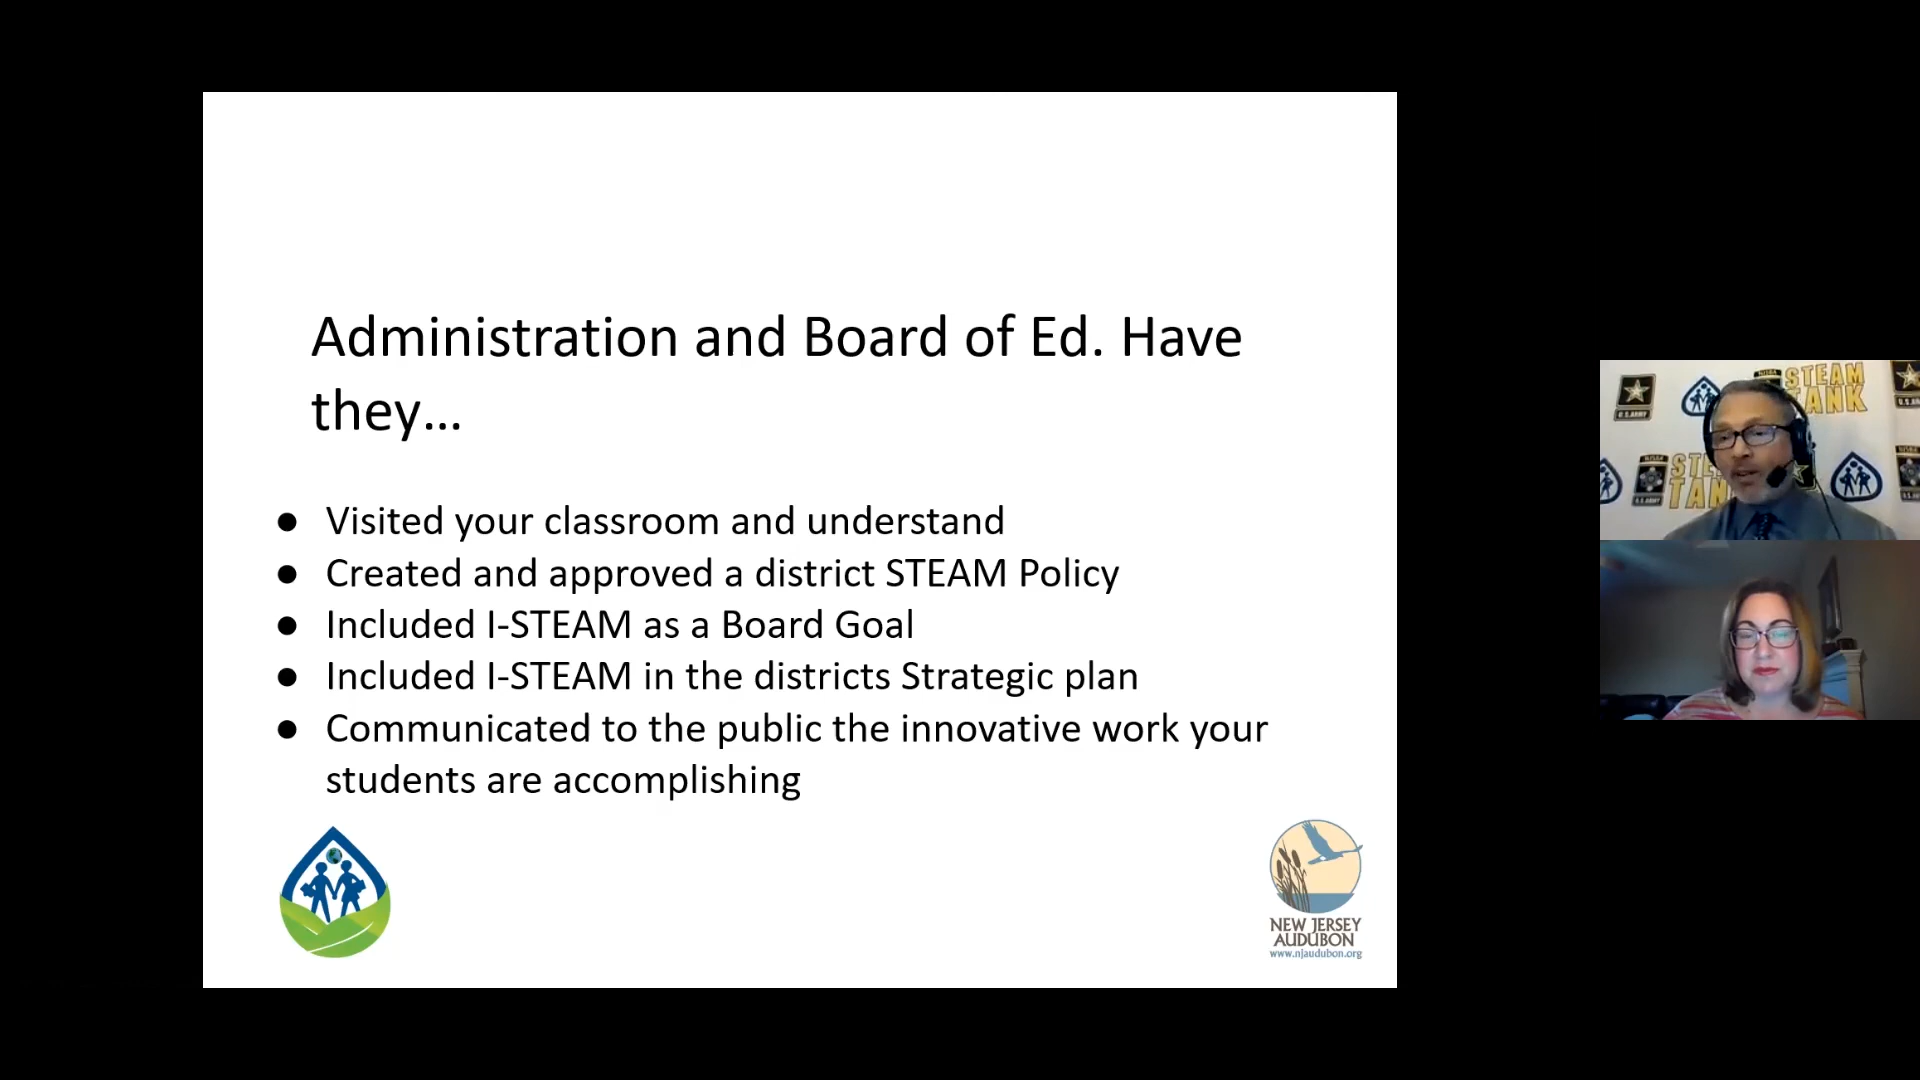 Administration and Board of Ed. Have
they...
● Visited your classroom and understand
● Created and approved a district STEAM Policy
● Included I-STEAM as a Board Goal
● Included I-STEAM in the districts Strategic plan
● Communicated to the public the innovative work your
students are accomplishing
NEW JERSEY
AUDUBON
www.njaudubon.org
STEAM
TANK
U.S. ARMY